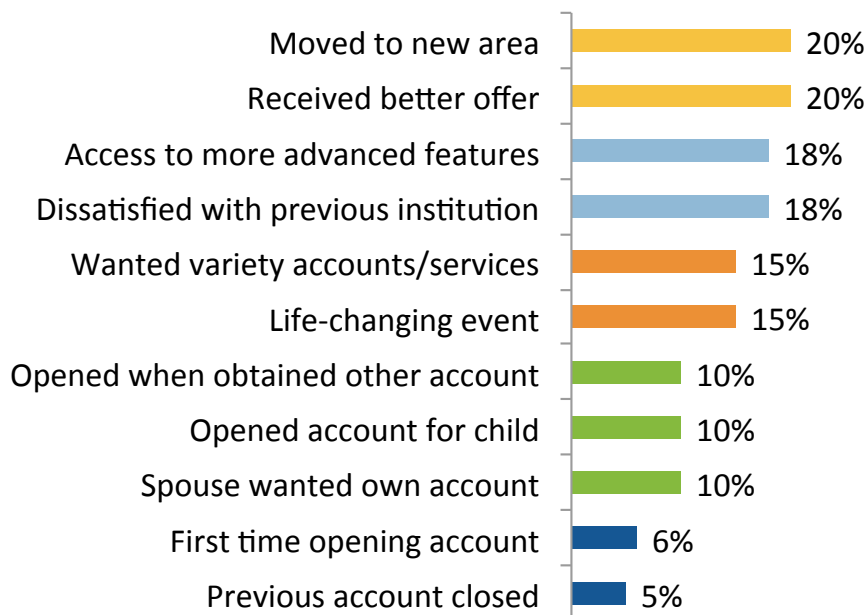 Moved to new area 20%
Received better offer 20%
Access to more advanced features 18%
Dissatisfied with previous institution 18%
Wanted variety accounts/services 15%
Life-changing event 15%
Opened when obtained other account 10%
Opened account for child 10%
Spouse wanted own account 10%
First time opening account 6%
Previous account closed 5%